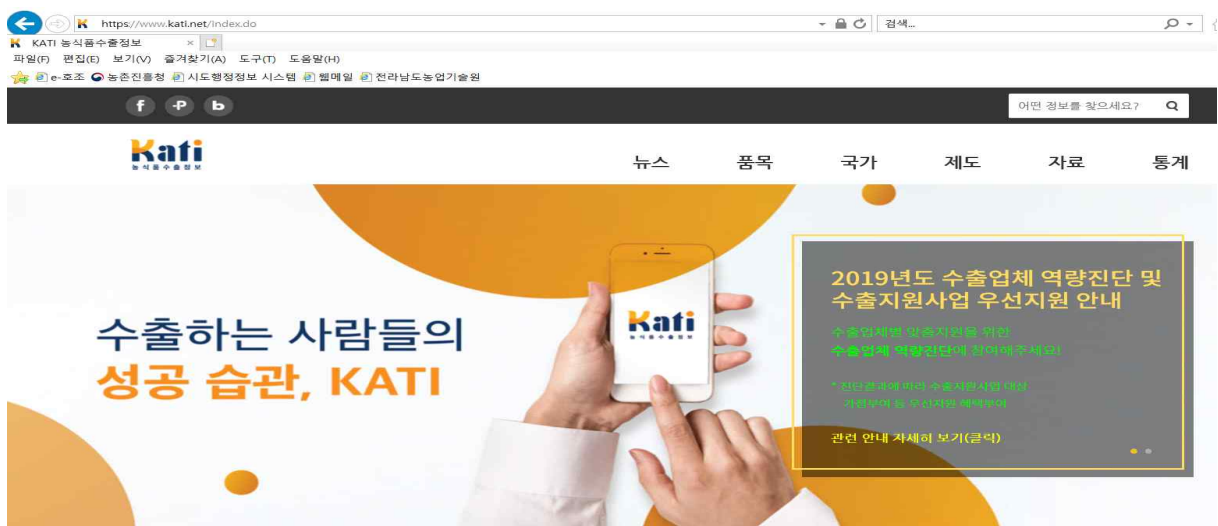 https://www.kati.net/Index.do
검색...
KATI 농식품수출정보
파일(F) 편집(E) 보기(V) 즐겨찾기(A) 도구(T) 도움말(H)
e-호조 농촌진흥청 시도행정정보 시스템 웹메일 전라남도농업기술원
어떤 정보를 찾으세요?
Kati
농식품수출정보
뉴스 품목 국가 제도 자료 통계
수출하는 사람들의
성공 습관, KATI
Kati
농식품수출정보
2019년도 수출업체 역량진단 및
수출지원사업 우선지원 안내
수출업체별 맞춤지원을 위한
수출업체 역량진단에 참여해주세요!
* 진단결과에 따라 수출지원사업 대상
가점부여 등 우선지원 혜택부여
관련 안내 자세히 보기(클릭)